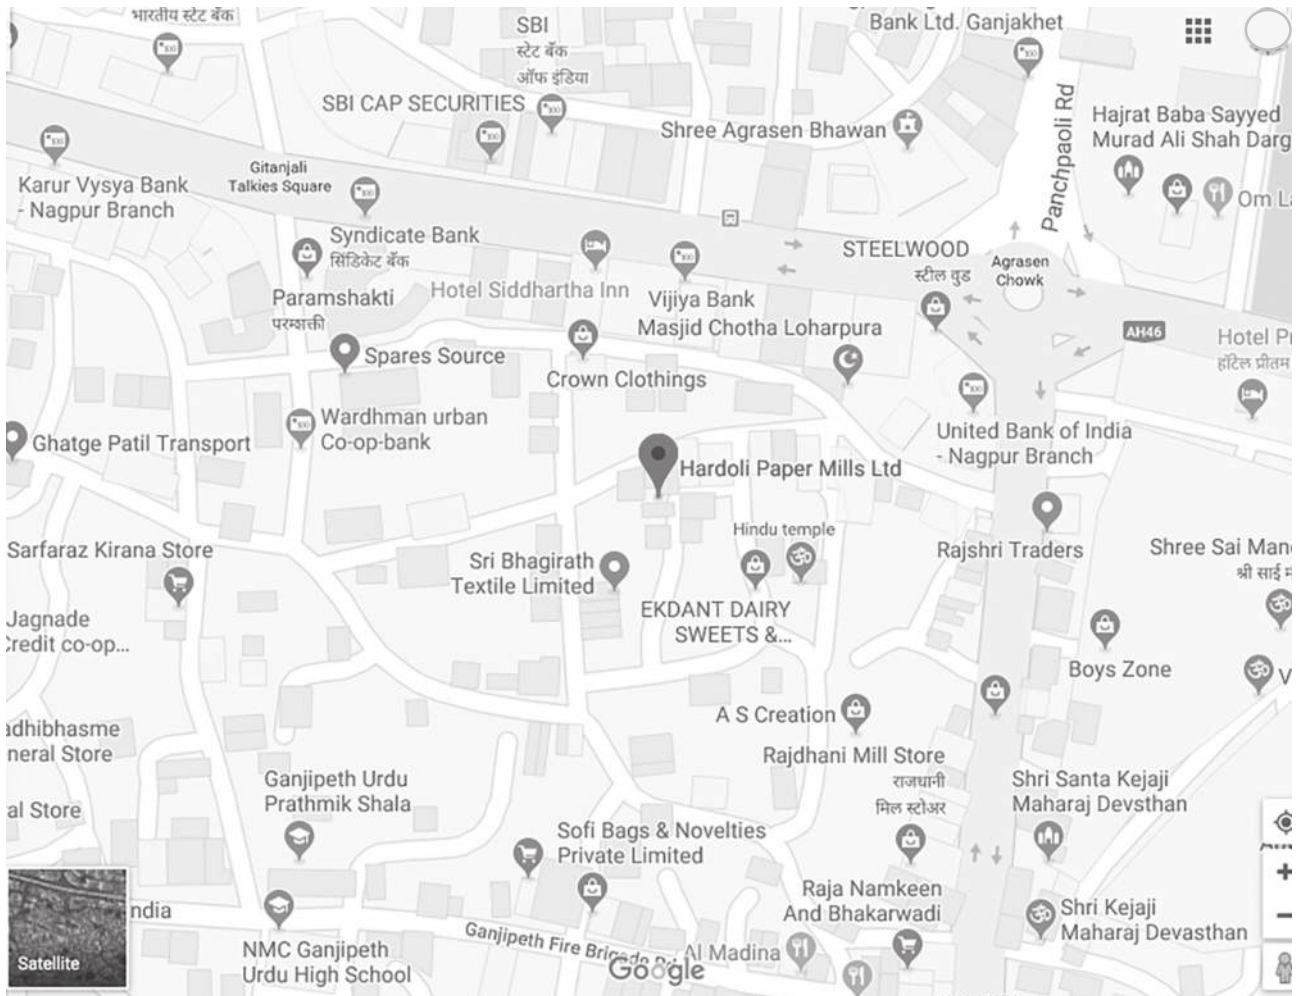 भारतीय स्टेट बँक
SBI
स्टेट बँक
ऑफ इंडिया
Bank Ltd. Ganjakhet
SBI CAP SECURITIES
Shree Agrasen Bhawan
Panchpaoli Rd
Hajrat Baba Sayyed
Murad Ali Shah Darg
Om La
Karur Vysya Bank
- Nagpur Branch
Gitanjali
Talkies Square
Syndicate Bank
सिंडिकेट बँक
Paramshakti
परमशक्ती
Hotel Siddhartha Inn
Vijiya Bank
STEELWOOD
स्टील वुड
Agrasen
Chowk
AH46
Masjid Chotha Loharpura
Hotel Pr
हॉटेल प्रीतम
Spares Source
Crown Clothings
Wardhman urban
Co-op-bank
Ghatge Patil Transport
United Bank of India
- Nagpur Branch
Hardoli Paper Mills Ltd
Hindu temple
Rajshri Traders
Sarfaraz Kirana Store
Sri Bhagirath
Textile Limited
Shree Sai Mand
श्री साई
EKDANT DAIRY
SWEETS &...
Jagnade
Credit co-op...
Boys Zone
V
A S Creation
adhibhasme
neral Store
Rajdhani Mill Store
राजधानी
मिल स्टोअर
Ganjipeth Urdu
Prathmik Shala
Shri Santa Kejaji
Maharaj Devsthan
al Store
Sofi Bags & Novelties
Private Limited
Raja Namkeen
And Bhakarwadi
Shri Kejaji
Maharaj Devasthan
ndia
NMC Ganjipeth
Urdu High School
Ganjipeth Fire Brigade Rd
Al Madina
Google
Satellite